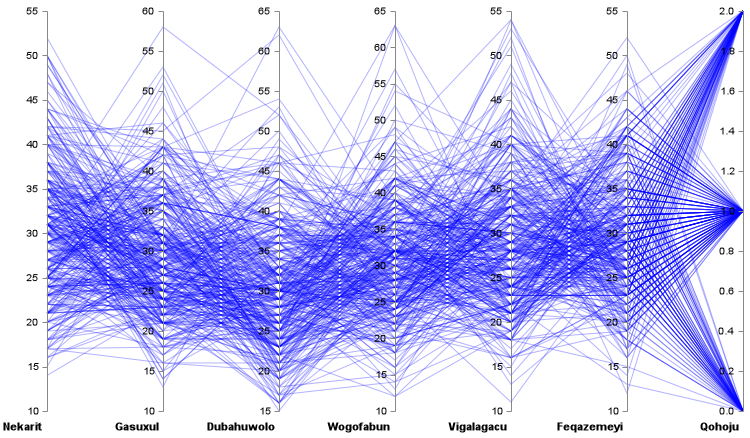 55 60 65 65 55 55 2.0
60
55 60 1.8
50 50 50
55
50 55 1.6
45 45 45
50
45 50 1.4
40 40 40
45
40 45 1.2
35 35 35
40
35 40 1.0
35
30 30 30
30 35 0.8
30
25 25 25
25 30 0.6
25
20 20 20
20 25 0.4
20
15 15 15
15 20 0.2
15
10 10 15 10 10 10 0.0
Nekarit Gasuxul Dubahuwolo Wogofabun Vigalagacu Feqazemeyi Qohoju